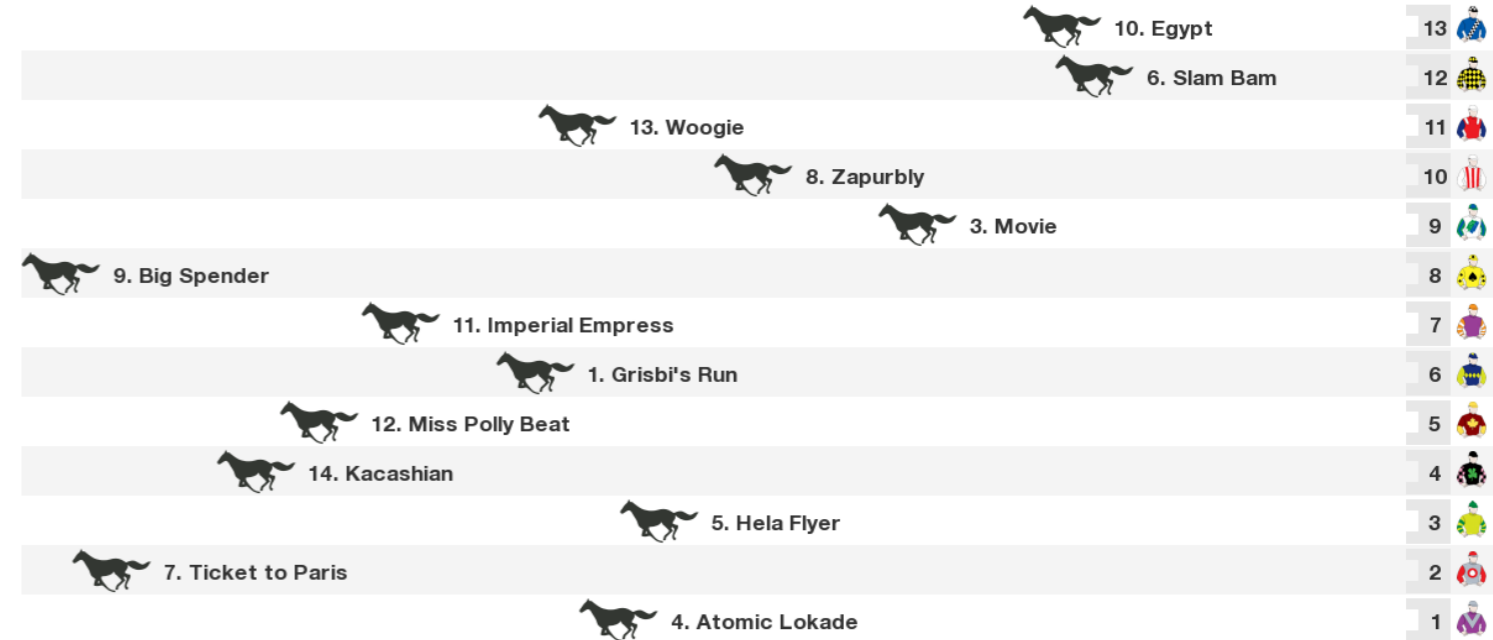 10. Egypt 13
6. Slam Bam 12
13. Woogie 11
8. Zapurbly 10
3. Movie 9
9. Big Spender 8
11. Imperial Empress 7
1. Grisbi's Run 6
12. Miss Polly Beat 5
14. Kacashian 4
5. Hela Flyer 3
7. Ticket to Paris 2
4. Atomic Lokade 1